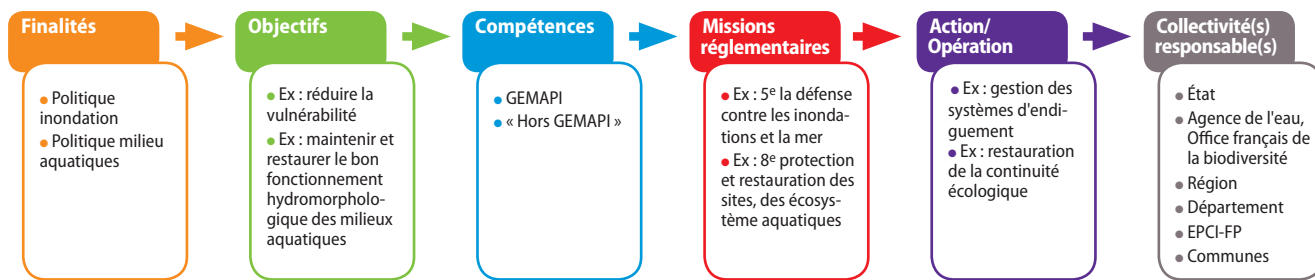 Finalités
• Politique
inondation
• Politique milieu
aquatiques
Objectifs
• Ex : réduire la
vulnérabilité
• Ex : maintenir et
restaurer le bon
fonctionnement
hydromorpholo-
gique des milieux
aquatiques
Compétences
• GEMAPI
• « Hors GEMAPI »
Missions
réglementaires
• Ex : 5e la défense
contre les inonda-
tions et la mer
• Ex : 8e protection
et restauration des
sites, des écosys-
tème aquatiques
Action/
Opération
• Ex : gestion des
systèmes d'endi-
guement
• Ex : restauration
de la continuité
écologique
Collectivité(s)
responsable(s)
• État
• Agence de l'eau,
Office français de
la biodiversité
• Région
• Département
• EPCI-FP
• Communes